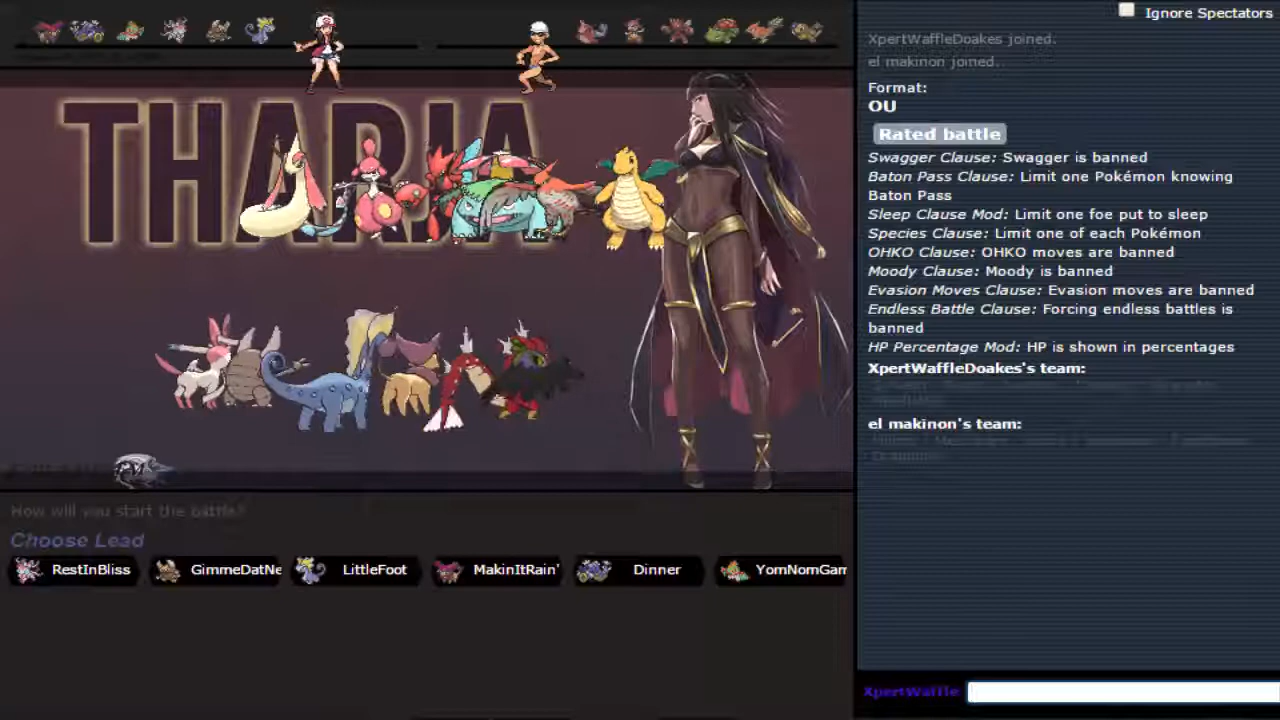 Ignore Spectators
XpertWaffleDoakes joined.
el makinon joined.
Format:
OU
Rated battle
Swagger Clause: Swagger is banned
Baton Pass Clause: Limit one Pokémon knowing
Baton Pass
Sleep Clause Mod: Limit one foe put to sleep
Species Clause: Limit one of each Pokémon
OHKO Clause: OHKO moves are banned
Moody Clause: Moody is banned
Evasion Moves Clause: Evasion moves are banned
Endless Battle Clause: Forcing endless battles is
banned
HP Percentage Mod: HP is shown in percentages
XpertWaffleDoakes's team:
el makinon's team:
THARJA
How will you start the battle?
Choose Lead
RestInBliss
GimmeDatNe
LittleFoot
MakinItRain'
Dinner
YomNomGam
XpertWaffle